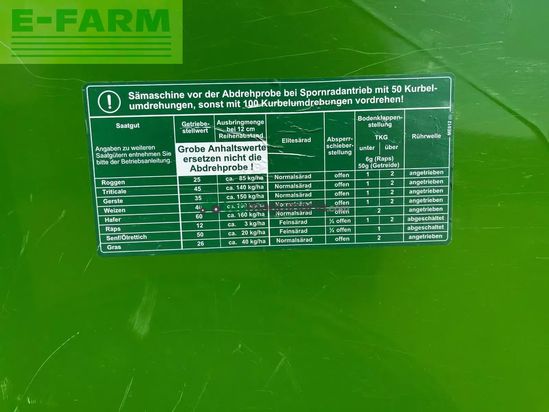 E-FARM
Sämaschine vor der Abdrehprobe bei Spornradantrieb mit 50 Kurbel-
umdrehungen, sonst mit 100 Kurbelumdrehungen vordrehen!
Saatgut
Angaben zu weiteren
Saatgütern entnehmen Sie
bitte der Betriebsanleitung.
Getriebe-
stellwert
Ausbringmenge
bei 12 cm
Reihenabstand
Grobe Anhaltswerte
ersetzen nicht die
Abdrehprobe !
Elitesärad
Absperr-
schieber-
stellung
Bodenklappen-
stellung
TKG
unter über
6g (Raps)
50g (Getreide)
Rührwelle
Roggen 25 ca. 85 kg/ha Normalsärad offen 1 2 angetrieben
Triticale 45 ca. 140 kg/ha Normalsärad offen 1 2 angetrieben
Gerste 35 ca. 150 kg/ha Normalsärad offen 1 2 angetrieben
Weizen ca. kg/ha Normalsärad offen 1 2 angetrieben
Hafer 60 ca. 160 kg/ha Normalsärad offen 2 angetrieben
Raps 12 ca. 3 kg/ha Feinsärad offen 1 2 abgeschaltet
Senf/Ölrettich 50 ca. 20 kg/ha Feinsärad offen 1 abgeschaltet
Gras 26 ca. 40 kg/ha Normalsärad offen 2 angetrieben